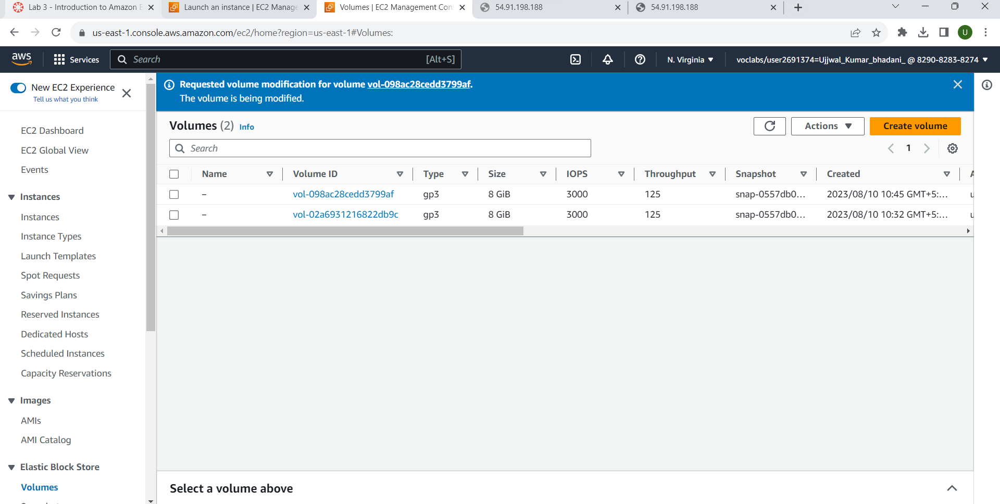 Lab 3 - Introduction to Amazon E
Launch an instance | EC2 Manage
Volumes | EC2 Management Con
54.91.198.188
54.91.198.188
us-east-1.console.aws.amazon.com/ec2/home?region=us-east-1#Volumes:
U
aws
Services
Search
[Alt+S]
N. Virginia
voclabs/user2691374=Ujjwal_Kumar_bhadani_ @ 8290-8283-8274
New EC2 Experience
Tell us what you think
EC2 Dashboard
EC2 Global View
Events
Instances
Instances
Instance Types
Launch Templates
Spot Requests
Savings Plans
Reserved Instances
Dedicated Hosts
Scheduled Instances
Capacity Reservations
Images
AMIs
AMI Catalog
Elastic Block Store
Volumes
Requested volume modification for volume vol-098ac28cedd3799af.
The volume is being modified.
Volumes (2) Info
Actions
Create volume
Search
1
Name Volume ID Type Size IOPS Throughput Snapshot Created A
– vol-098ac28cedd3799af gp3 8 GiB 3000 125 snap-0557db0... 2023/08/10 10:45 GMT+5:... u
– vol-02a6931216822db9c gp3 8 GiB 3000 125 snap-0557db0... 2023/08/10 10:32 GMT+5:... u
Select a volume above